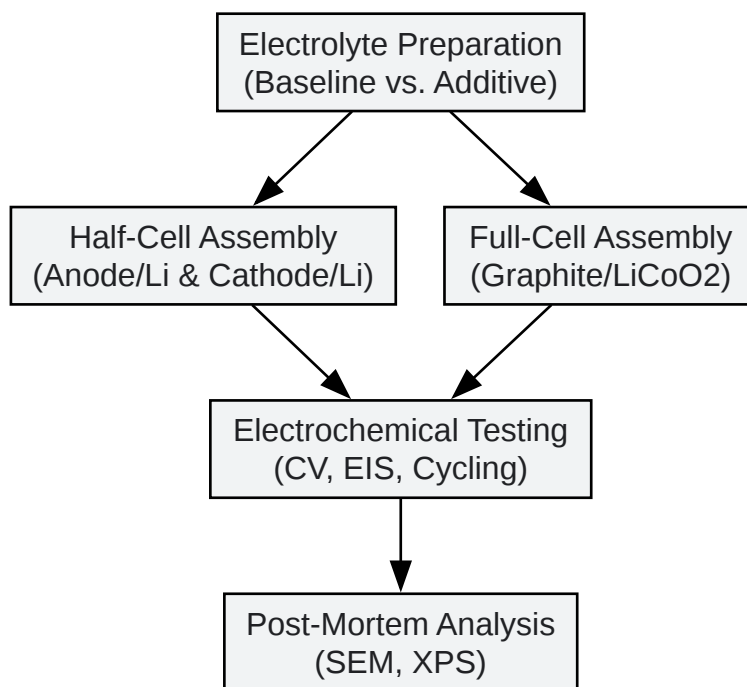 Electrolyte Preparation
(Baseline vs. Additive)
Half-Cell Assembly
(Anode/Li & Cathode/Li)
Full-Cell Assembly
(Graphite/LiCoO2)
Electrochemical Testing
(CV, EIS, Cycling)
Post-Mortem Analysis
(SEM, XPS)